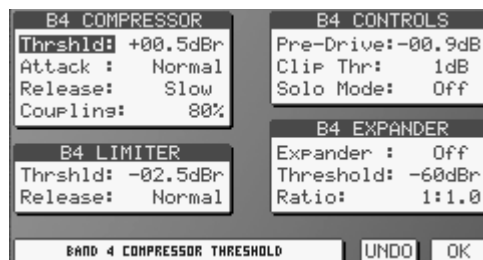 B4 COMPRESSOR
Thrshld: +00.5dBr
Attack : Normal
Release: Slow
Coupling: 80%
B4 LIMITER
Thrshld: -02.5dBr
Release: Normal
B4 CONTROLS
Pre-Drive:-00.9dB
Clip Thr: 1dB
Solo Mode: Off
B4 EXPANDER
Expander : Off
Threshold: -60dBr
Ratio: 1:1.0
BAND 4 COMPRESSOR THRESHOLD
UNDO
OK